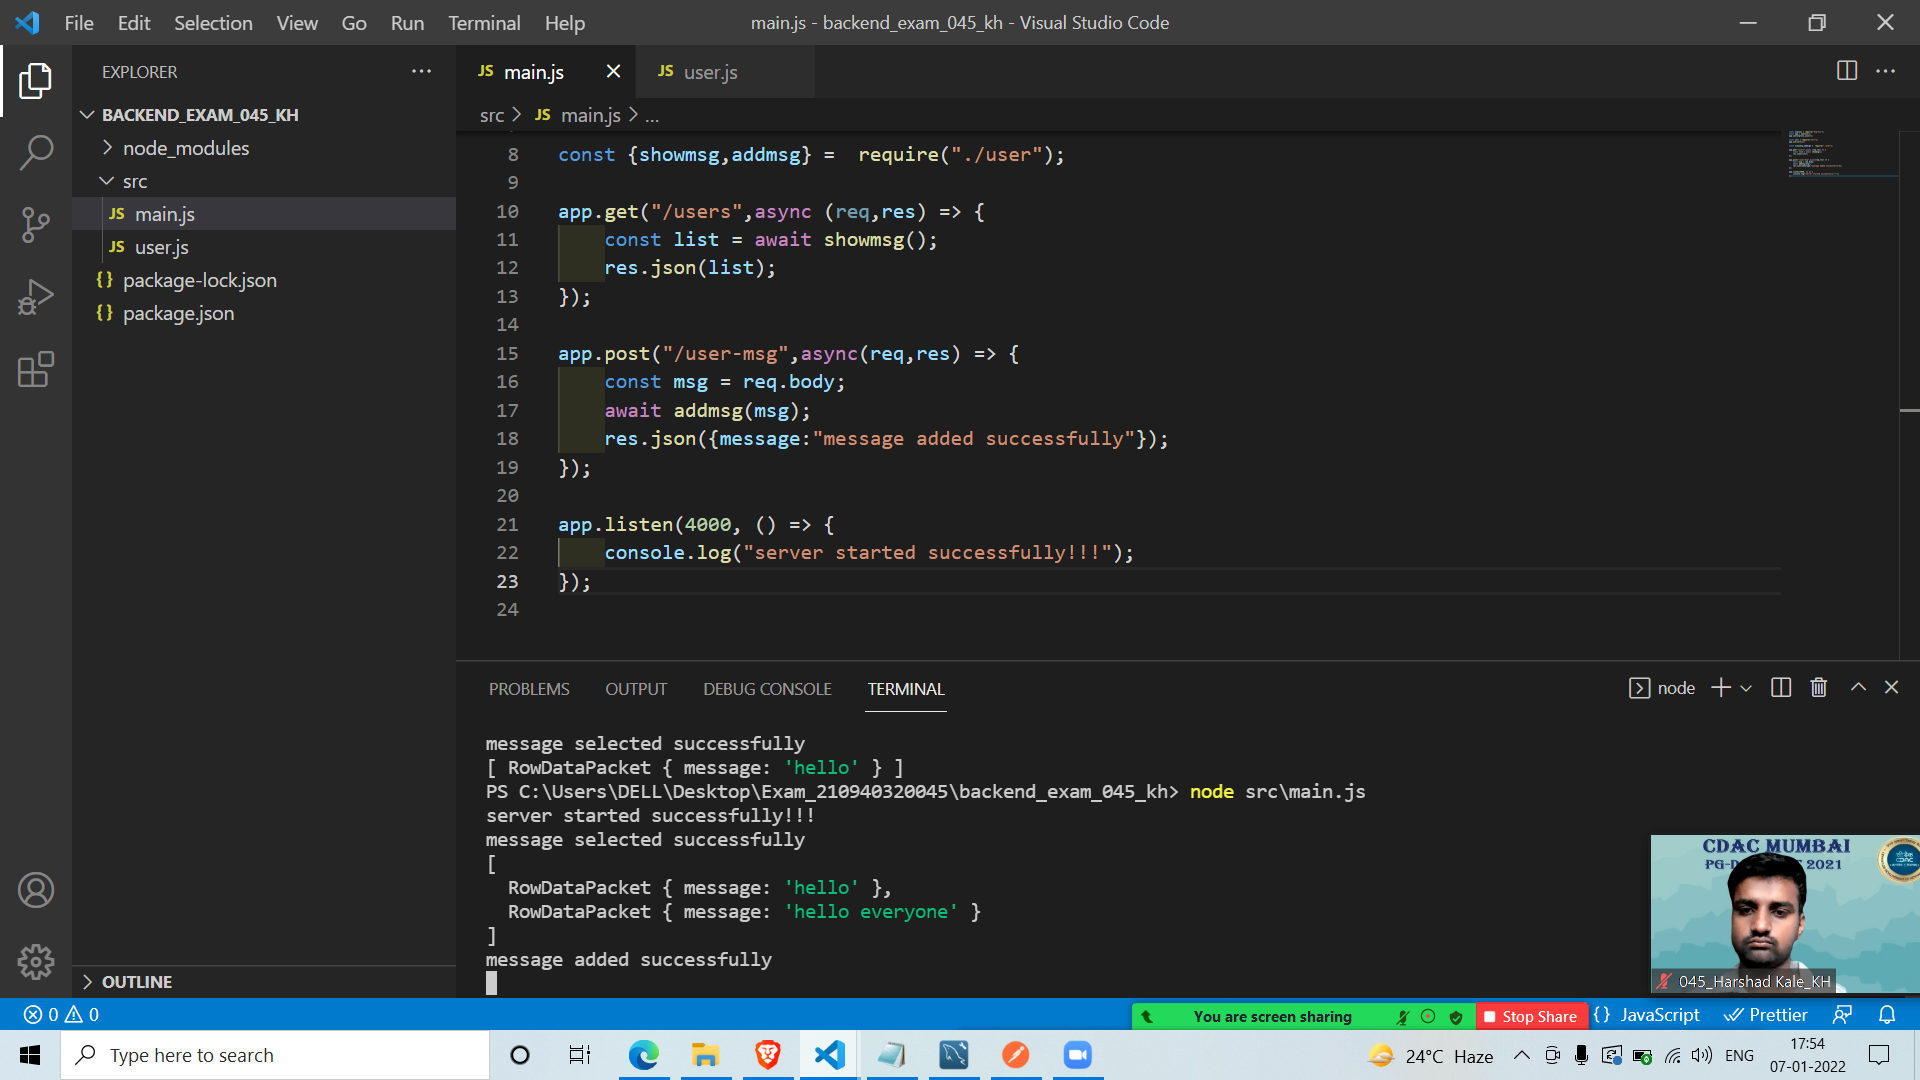 File Edit Selection View Go Run Terminal Help
main.js - backend_exam_045_kh - Visual Studio Code
EXPLORER
BACKEND_EXAM_045_KH
node_modules
src
JS main.js
JS user.js
{} package-lock.json
{} package.json
OUTLINE
JS main.js
JS user.js
src > JS main.js > ...
8 const {showmsg,addmsg} =  require("./user");
9
10 app.get("/users",async (req,res) => {
11     const list = await showmsg();
12     res.json(list);
13 });
14
15 app.post("/user-msg",async(req,res) => {
16     const msg = req.body;
17     await addmsg(msg);
18     res.json({message:"message added successfully"});
19 });
20
21 app.listen(4000, () => {
22     console.log("server started successfully!!!");
23 });
24
PROBLEMS OUTPUT DEBUG CONSOLE TERMINAL
node
message selected successfully
[ RowDataPacket { message: 'hello' } ]
PS C:\Users\DELL\Desktop\Exam_210940320045\backend_exam_045_kh> node src\main.js
server started successfully!!!
message selected successfully
[
  RowDataPacket { message: 'hello' },
  RowDataPacket { message: 'hello everyone' }
]
message added successfully
CDAC MUMBAI
2021
045_Harshad Kale_KH
0 0
You are screen sharing
Stop Share
{} JavaScript
Prettier
Type here to search
24°C Haze
ENG
17:54
07-01-2022